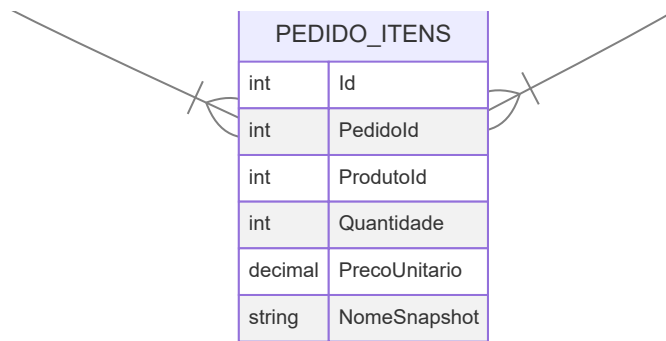 PEDIDO_ITENS
int Id
int PedidoId
int ProdutoId
int Quantidade
decimal PrecoUnitario
string NomeSnapshot